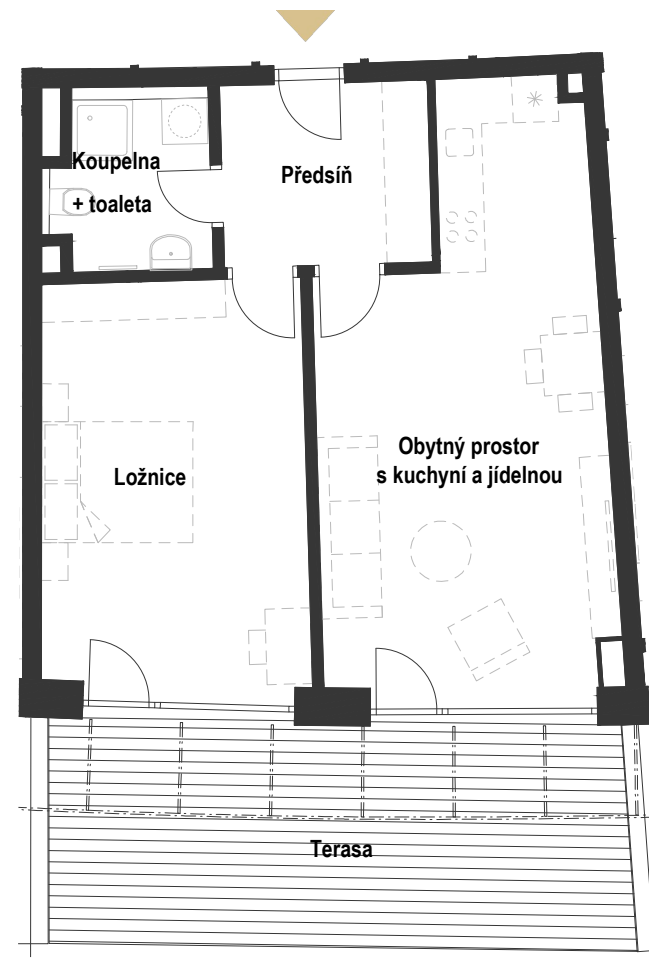 Koupelna
+ toaleta
Předsíň
Obytný prostor
s kuchyní a jídelnou
Ložnice
Terasa